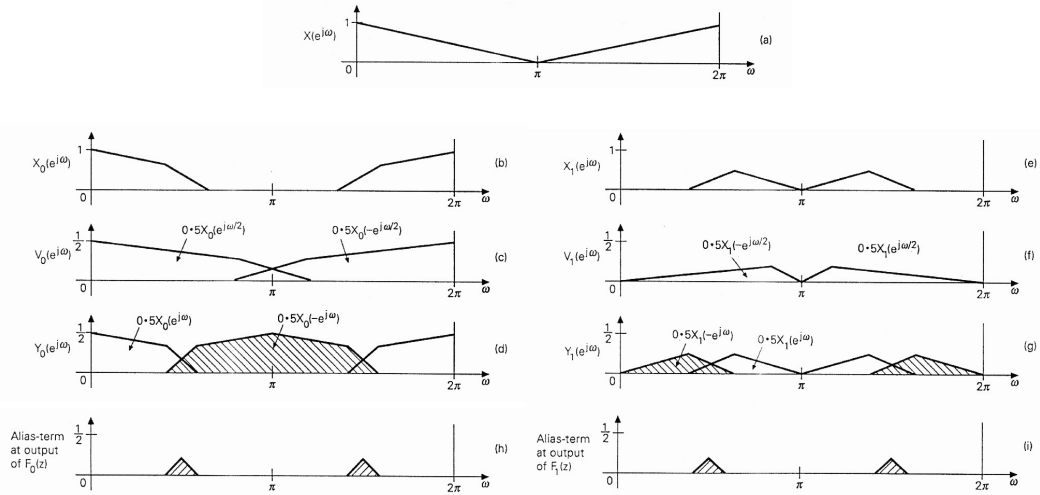 X(e^jω)
1
0
π
2π
ω
(a)
X₀(e^jω)
1
0
π
2π
ω
(b)
V₀(e^jω)
1/2
0·5X₀(e^jω/2)
0·5X₀(-e^jω/2)
0
π
2π
ω
(c)
Y₀(e^jω)
1/2
0·5X₀(e^jω)
0·5X₀(-e^jω)
0
π
2π
ω
(d)
Alias-term
at output
of F₀(z)
1/2
0
π
2π
ω
(h)
X₁(e^jω)
1
0
π
2π
ω
(e)
V₁(e^jω)
1/2
0·5X₁(-e^jω/2)
0·5X₁(e^jω/2)
0
π
2π
ω
(f)
Y₁(e^jω)
1/2
0·5X₁(-e^jω)
0·5X₁(e^jω)
0
π
2π
ω
(g)
Alias-term
at output
of F₁(z)
1/2
0
π
2π
ω
(i)